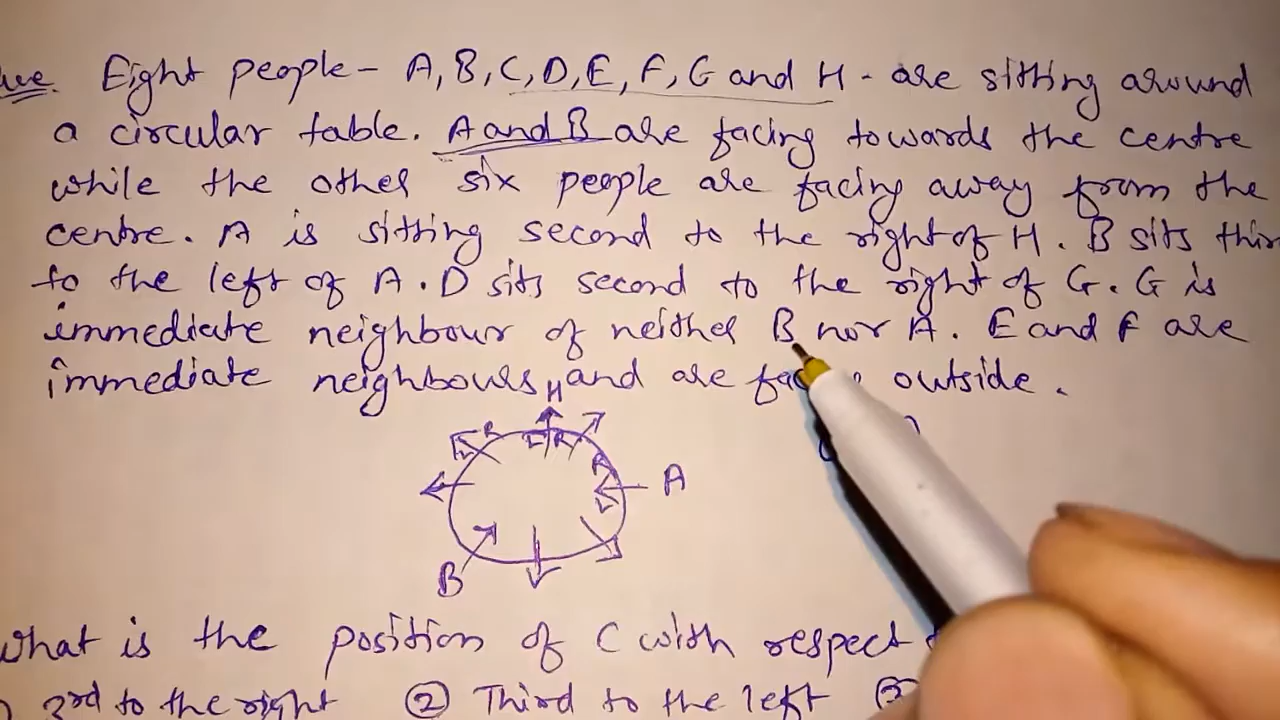 Eight people - A, B, C, D, E, F, G and H - are sitting around
a circular table. A and B are facing towards the centre
while the other six people are facing away from the
centre. A is sitting second to the right of H. B sits
to the left of A. D sits second to the right of G. G is
immediate neighbour of neither B nor A. E and F are
immediate neighbours and are outside.
H
R R
R A
L
B
what is the position of C with respect
3rd to the right ② Third to the left